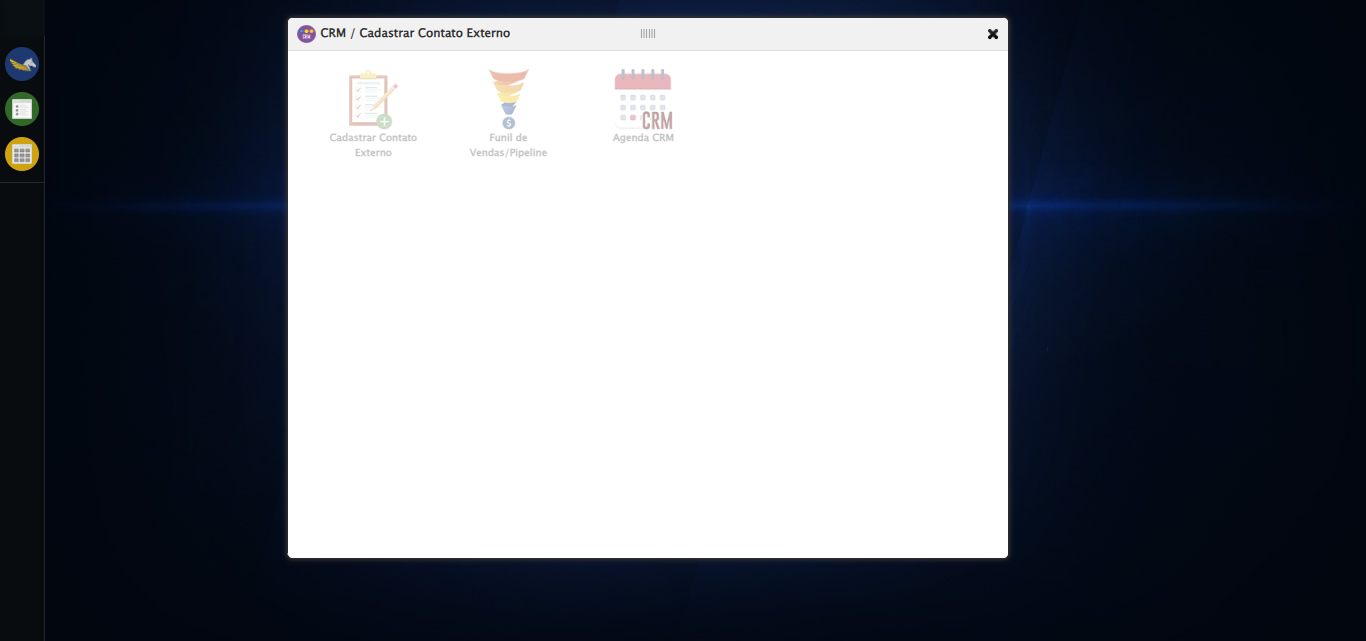 CRM / Cadastrar Contato Externo
Cadastrar Contato
Externo
Funil de
Vendas/Pipeline
CRM
Agenda CRM